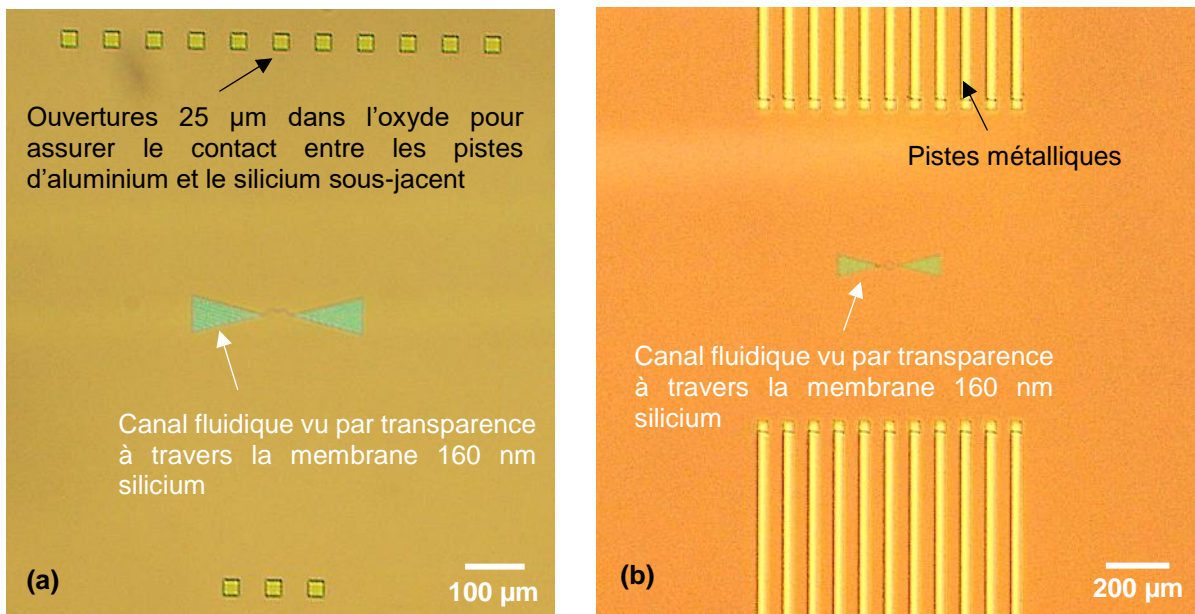 Ouvertures 25 µm dans l'oxyde pour
assurer le contact entre les pistes
d'aluminium et le silicium sous-jacent
Canal fluidique vu par transparence
à travers la membrane 160 nm
silicium
(a)
100 µm
Pistes métalliques
Canal fluidique vu par transparence
à travers la membrane 160 nm
silicium
(b)
200 µm